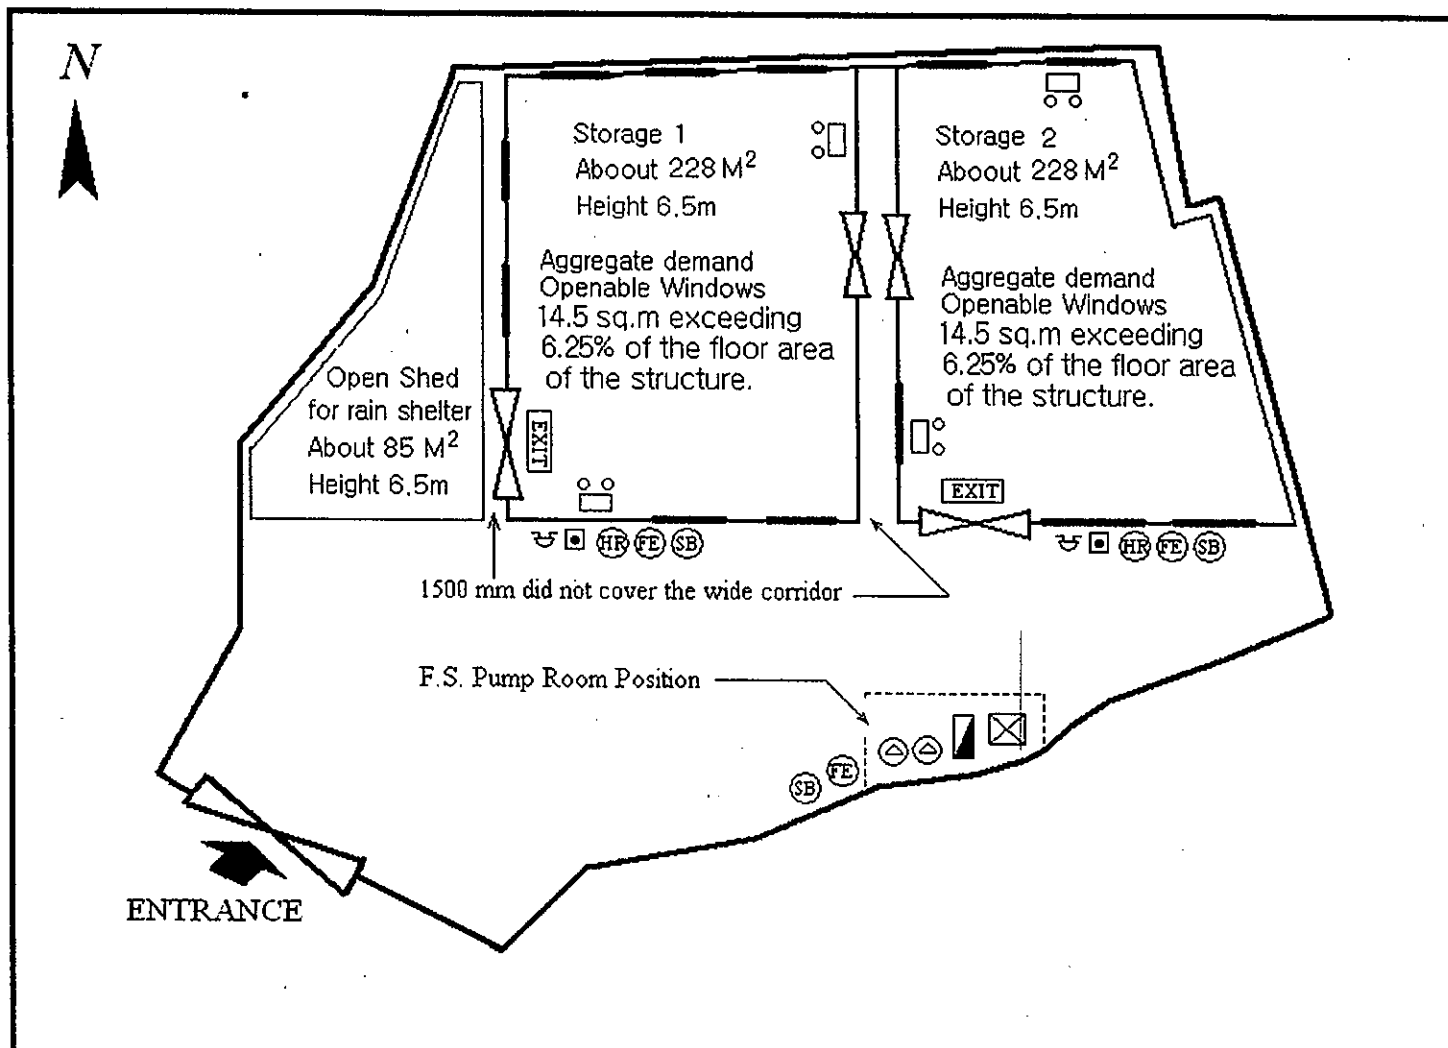 N
Storage 1
Aboout 228 M²
Height 6.5m
Aggregate demand
Openable Windows
14.5 sq.m exceeding
6.25% of the floor area
of the structure.
Storage 2
Aboout 228 M²
Height 6.5m
Aggregate demand
Openable Windows
14.5 sq.m exceeding
6.25% of the floor area
of the structure.
Open Shed
for rain shelter
About 85 M²
Height 6.5m
EXIT
EXIT
HR FE SB
HR FE SB
1500 mm did not cover the wide corridor
F.S. Pump Room Position
SB FE
ENTRANCE